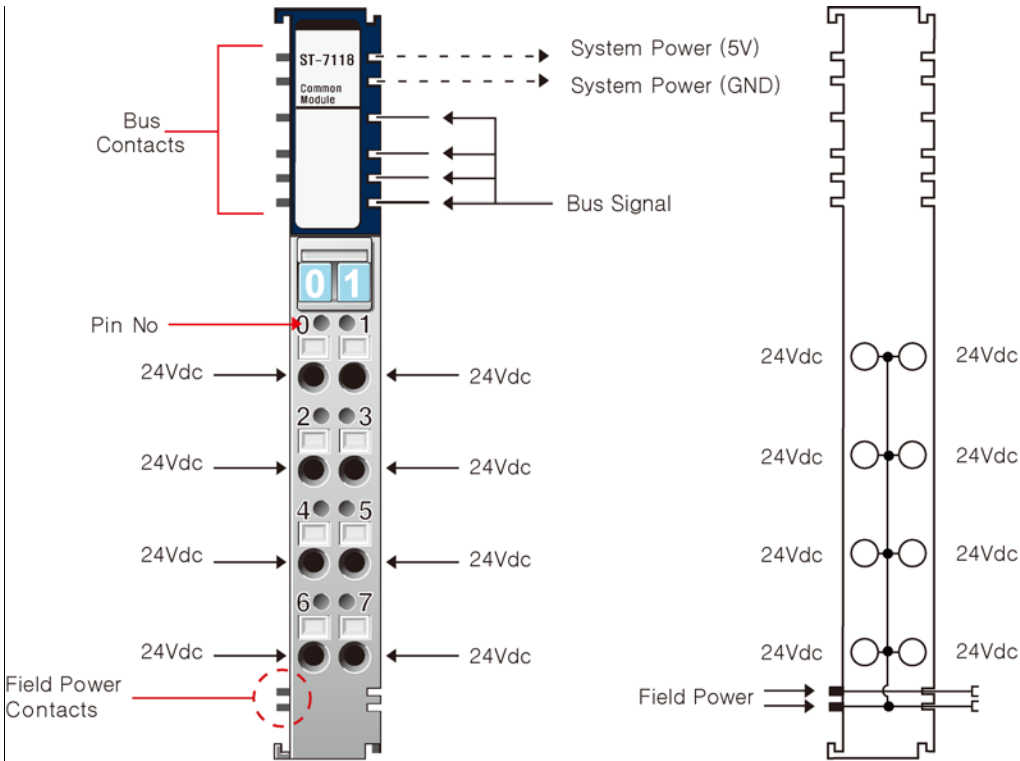 ST-7118
Common
Module
System Power (5V)
System Power (GND)
Bus
Contacts
Bus Signal
01
Pin No
0 1
24Vdc 24Vdc
2 3
24Vdc 24Vdc
4 5
24Vdc 24Vdc
6 7
24Vdc 24Vdc
Field Power
Contacts
24Vdc 24Vdc
24Vdc 24Vdc
24Vdc 24Vdc
24Vdc 24Vdc
Field Power